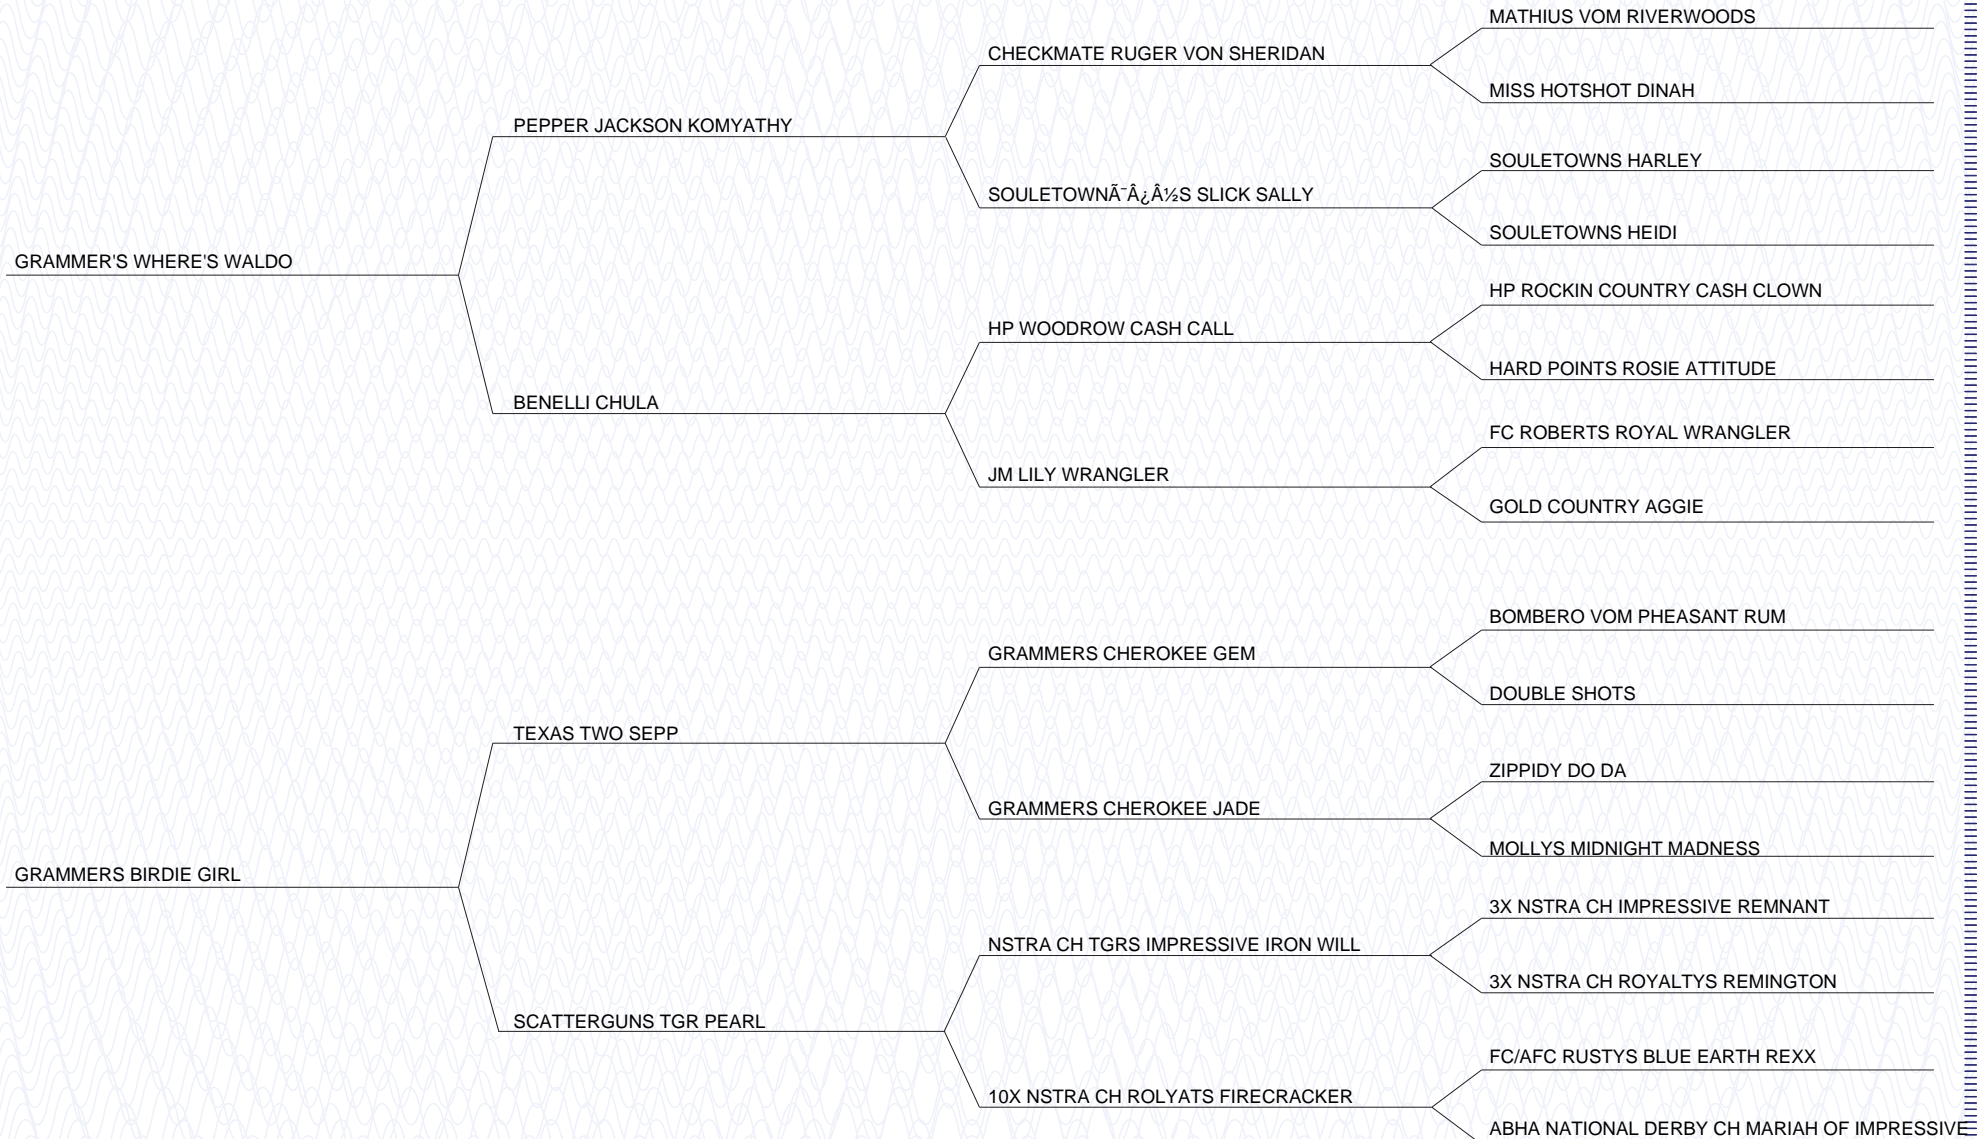 MATHIUS VOM RIVERWOODS
CHECKMATE RUGER VON SHERIDAN
MISS HOTSHOT DINAH
PEPPER JACKSON KOMYATHY
SOULETOWNS HARLEY
SOULETOWNÃ¯Â¿Â½S SLICK SALLY
SOULETOWNS HEIDI
GRAMMER'S WHERE'S WALDO
HP ROCKIN COUNTRY CASH CLOWN
HP WOODROW CASH CALL
HARD POINTS ROSIE ATTITUDE
BENELLI CHULA
FC ROBERTS ROYAL WRANGLER
JM LILY WRANGLER
GOLD COUNTRY AGGIE
BOMBERO VOM PHEASANT RUM
GRAMMERS CHEROKEE GEM
DOUBLE SHOTS
TEXAS TWO SEPP
ZIPPIDY DO DA
GRAMMERS CHEROKEE JADE
MOLLYS MIDNIGHT MADNESS
GRAMMERS BIRDIE GIRL
3X NSTRA CH IMPRESSIVE REMNANT
NSTRA CH TGRS IMPRESSIVE IRON WILL
3X NSTRA CH ROYALTYS REMINGTON
SCATTERGUNS TGR PEARL
FC/AFC RUSTYS BLUE EARTH REXX
10X NSTRA CH ROLYATS FIRECRACKER
ABHA NATIONAL DERBY CH MARIAH OF IMPRESSIVE